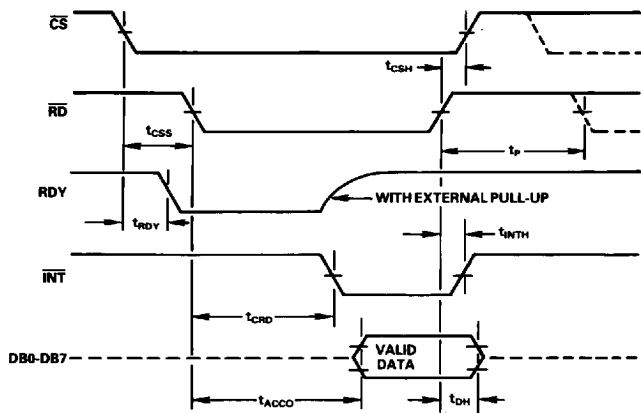 CS
tCSH
RD
tCSS
tP
RDY
WITH EXTERNAL PULL-UP
tRDY
tINTH
INT
tCRD
DB0-DB7
VALID
DATA
tACCO
tDH